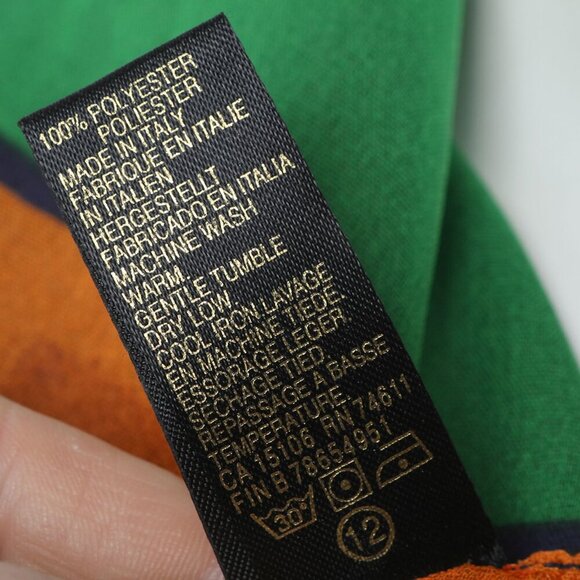 100% POLYESTER
POLIESTER
MADE IN ITALY
FABRIQUE EN ITALIE
IN ITALIEN
HERGESTELLT
FABRICADO EN ITALIA
MACHINE WASH
WARM
GENTLE TUMBLE
DRY LOW
COOL IRON LAVAGE
EN MACHINE TIEDE.
ESSORAGE LEGER
SECHAGE TIED.
REPASSAGE A BASSE
TEMPERATURE.
CA 15106 RN 74611
FIN B 78654951
30°
12